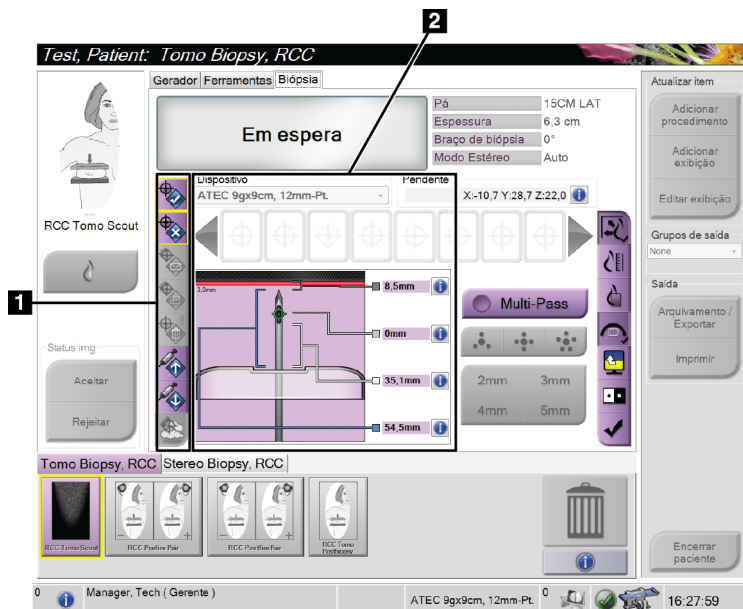 2
Test, Patient: Tomo Biopsy, RCC
Gerador Ferramentas Biópsia
Em espera
Pá 15CM LAT
Espessura 6,3 cm
Braço de biópsia 0°
Modo Estéreo Auto
Dispositivo Pendente
ATEC 9gx9cm, 12mm-Pt. X:-10,7 Y:28,7 Z:22,0
RCC Tomo Scout
1
3,0mm
8,5mm
0mm
35,1mm
54,5mm
Multi-Pass
2mm 3mm
4mm 5mm
Status img
Aceitar
Rejeitar
Atualizar item
Adicionar
procedimento
Adicionar
exibição
Editar exibição
Grupos de saída
None
Saída
Arquivamento /
Exportar
Imprimir
Tomo Biopsy, RCC Stereo Biopsy, RCC
RCC Tomo Scout
RCC Prefire Pair
RCC Postfire Pair
RCC Tomo
Postbiopsy
Encerrar
paciente
0 Manager, Tech ( Gerente ) ATEC 9gx9cm, 12mm-Pt. 0 16:27:59